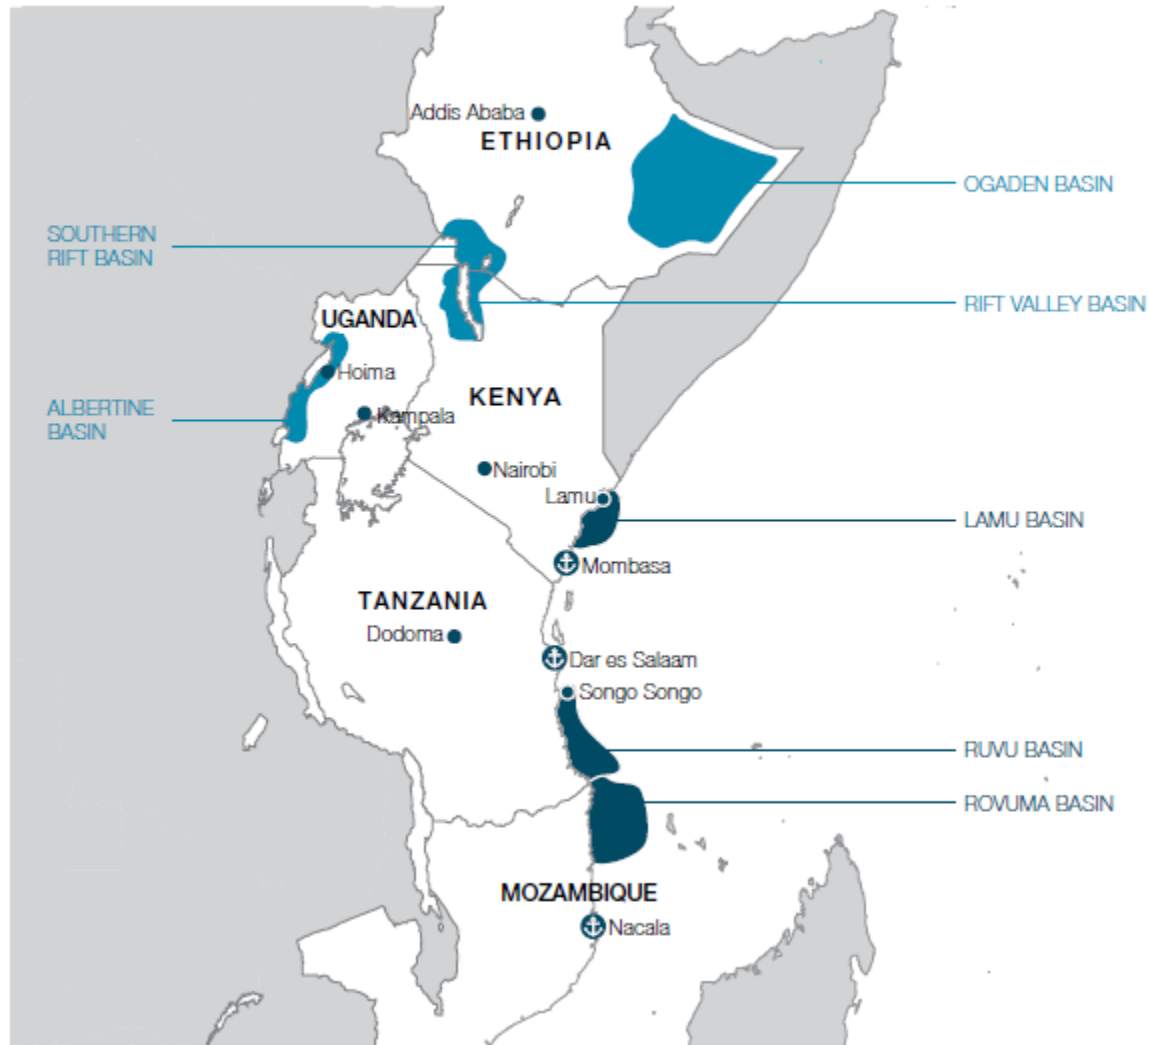 Addis Ababa
ETHIOPIA
OGADEN BASIN
SOUTHERN
RIFT BASIN
RIFT VALLEY BASIN
UGANDA
Hoima
KENYA
ALBERTINE
BASIN
Kampala
Nairobi
Lamu
LAMU BASIN
Mombasa
TANZANIA
Dodoma
Dar es Salaam
Songo Songo
RUVU BASIN
ROVUMA BASIN
MOZAMBIQUE
Nacala